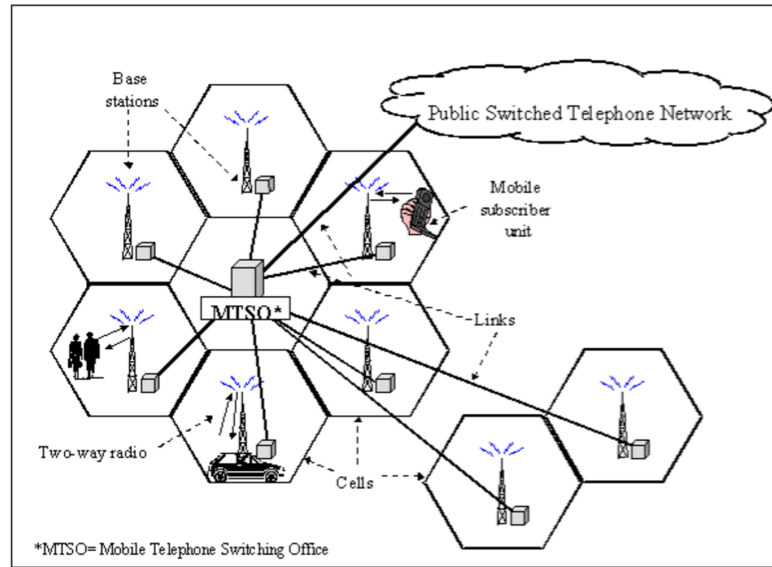 Base
stations
Public Switched Telephone Network
Mobile
subscriber
unit
MTSO*
Links
Two-way radio
Cells
*MTSO= Mobile Telephone Switching Office